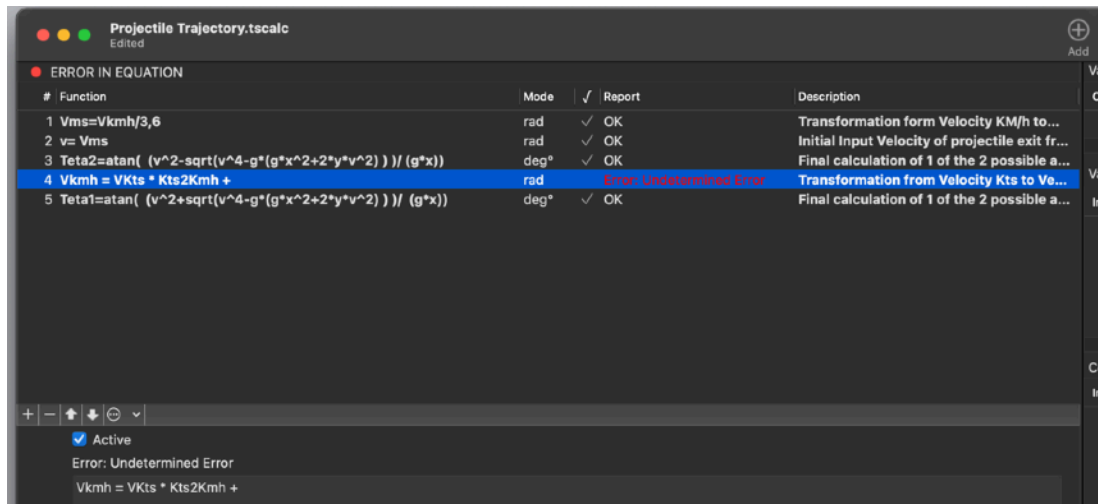 Projectile Trajectory.tscalc
Edited
Add
ERROR IN EQUATION
# Function Mode √ Report Description
1 Vms=Vkmh/3,6 rad ✓ OK Transformation form Velocity KM/h to...
2 v= Vms rad ✓ OK Initial Input Velocity of projectile exit fr...
3 Teta2=atan( (v^2-sqrt(v^4-g*(g*x^2+2*y*v^2) ) )/ (g*x)) deg° ✓ OK Final calculation of 1 of the 2 possible a...
4 Vkmh = VKts * Kts2Kmh + rad Error: Undetermined Error Transformation from Velocity Kts to Ve...
5 Teta1=atan( (v^2+sqrt(v^4-g*(g*x^2+2*y*v^2) ) )/ (g*x)) deg° ✓ OK Final calculation of 1 of the 2 possible a...
Active
Error: Undetermined Error
Vkmh = VKts * Kts2Kmh +